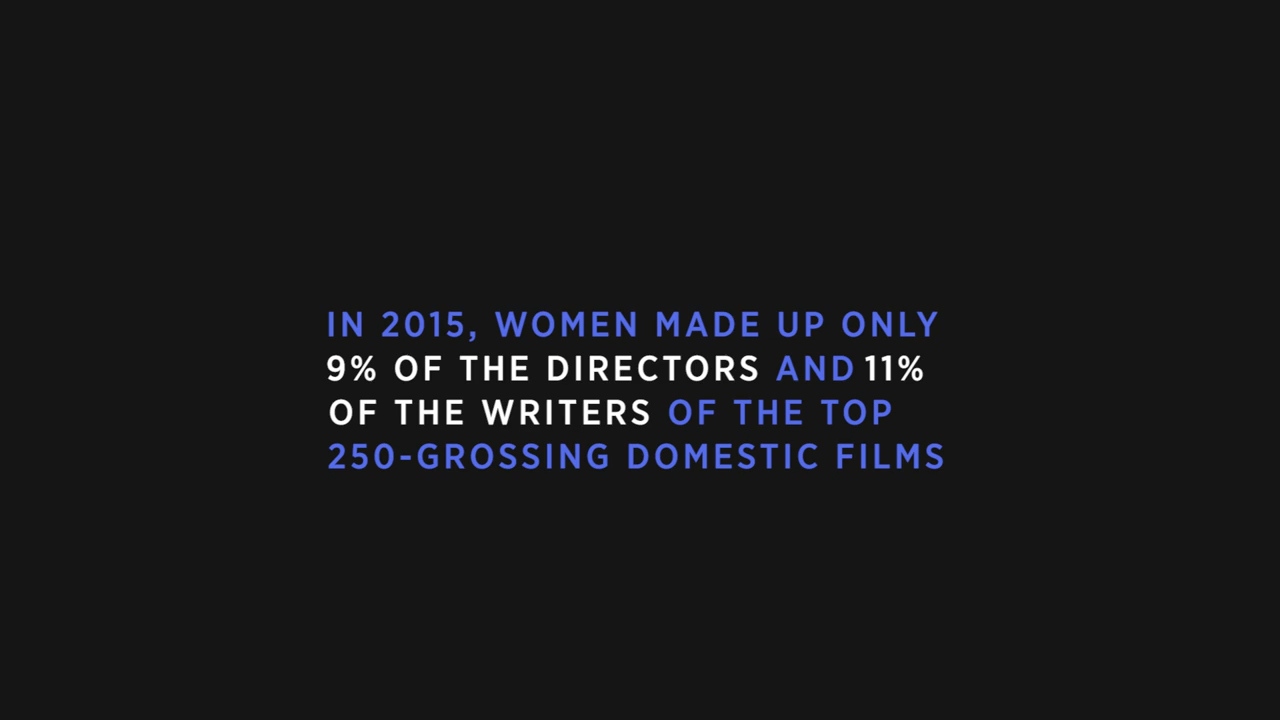 IN 2015, WOMEN MADE UP ONLY
9% OF THE DIRECTORS AND 11%
OF THE WRITERS OF THE TOP
250-GROSSING DOMESTIC FILMS